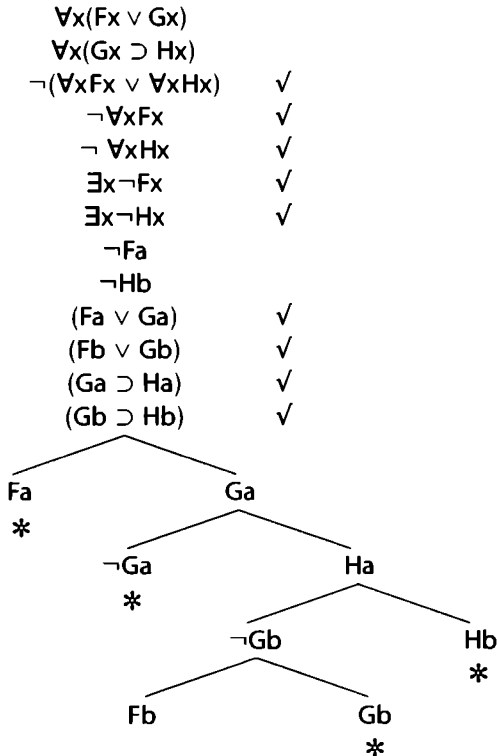 ∀x(Fx ∨ Gx)
∀x(Gx ⊃ Hx)
¬(∀xFx ∨ ∀xHx) √
¬∀xFx √
¬ ∀xHx √
∃x¬Fx √
∃x¬Hx √
¬Fa
¬Hb
(Fa ∨ Ga) √
(Fb ∨ Gb) √
(Ga ⊃ Ha) √
(Gb ⊃ Hb) √
Fa Ga
*
¬Ga Ha
*
¬Gb Hb
*
Fb Gb
*